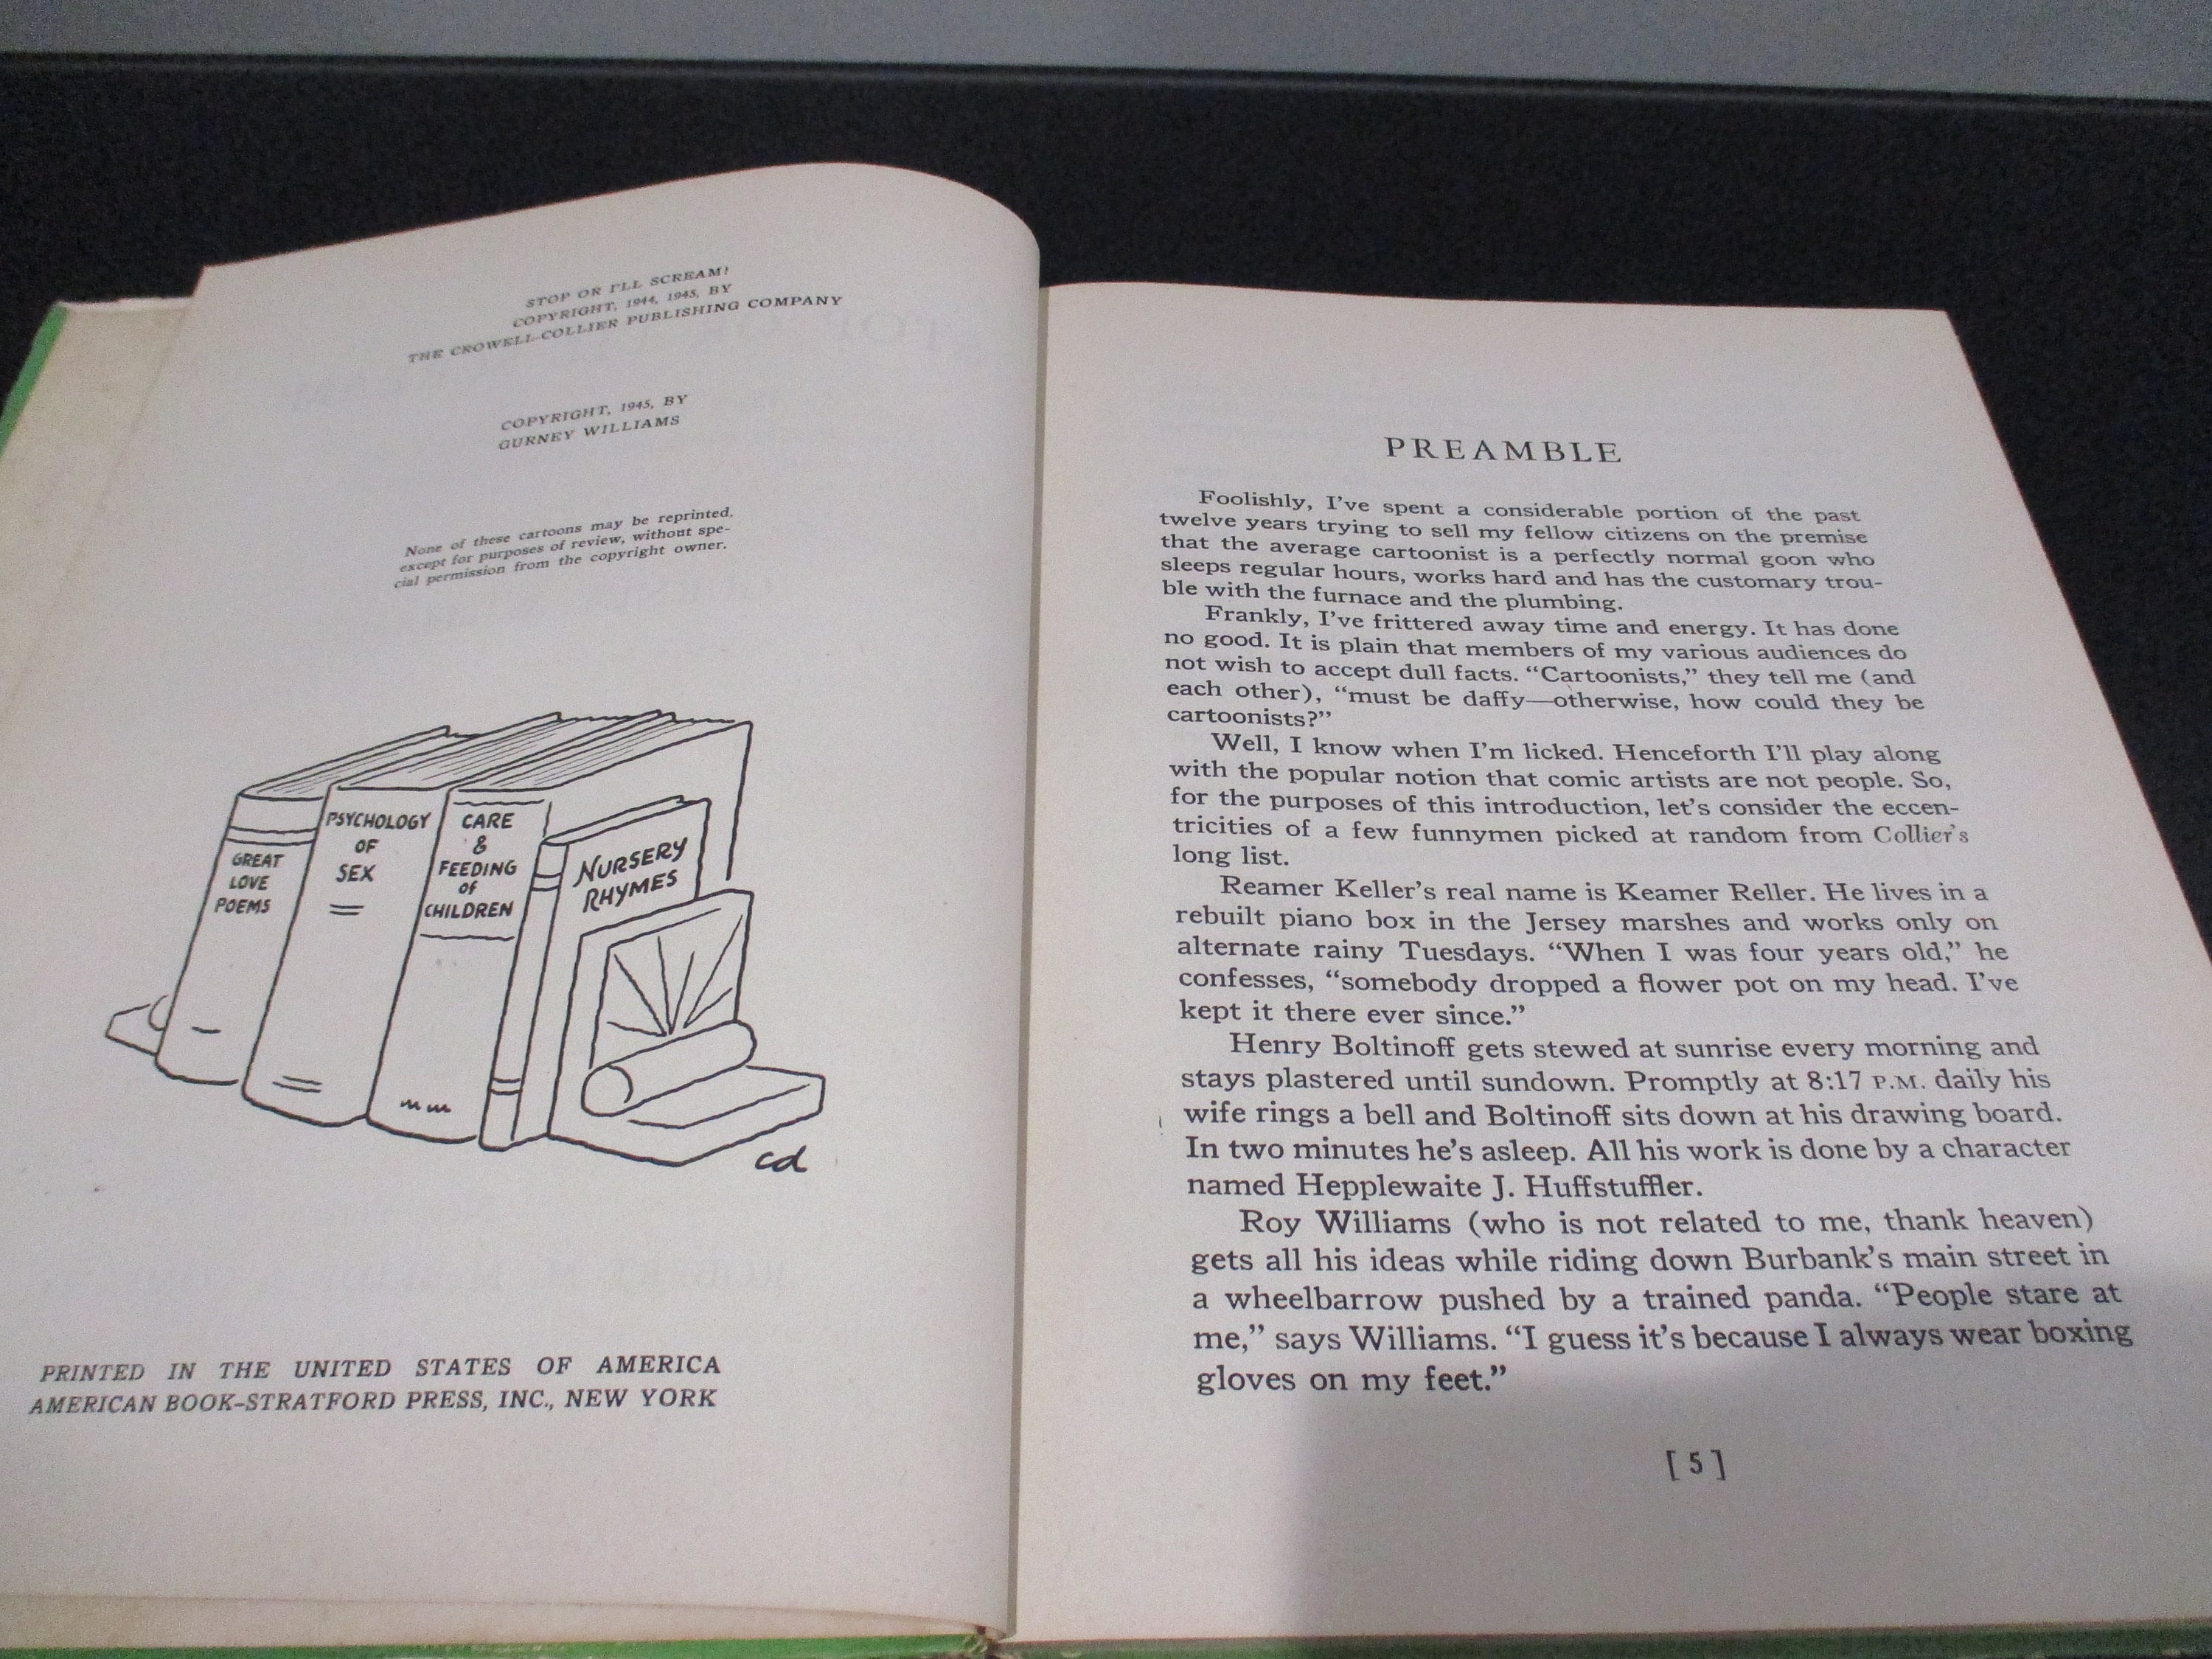 STOP OR I'LL SCREAM!
COPYRIGHT, 1944, 1945, BY
THE CROWELL-COLLIER PUBLISHING COMPANY
COPYRIGHT, 1945, BY
GURNEY WILLIAMS
None of these cartoons may be reprinted,
except for purposes of review, without spe-
cial permission from the copyright owner.
GREAT
LOVE
POEMS
PSYCHOLOGY
OF
SEX
CARE
&
FEEDING
of
CHILDREN
NURSERY
RHYMES
cd
PRINTED IN THE UNITED STATES OF AMERICA
AMERICAN BOOK–STRATFORD PRESS, INC., NEW YORK
PREAMBLE
Foolishly, I've spent a considerable portion of the past
twelve years trying to sell my fellow citizens on the premise
that the average cartoonist is a perfectly normal goon who
sleeps regular hours, works hard and has the customary trou-
ble with the furnace and the plumbing.
Frankly, I've frittered away time and energy. It has done
no good. It is plain that members of my various audiences do
not wish to accept dull facts. “Cartoonists,” they tell me (and
each other), “must be daffy—otherwise, how could they be
cartoonists?”
Well, I know when I'm licked. Henceforth I'll play along
with the popular notion that comic artists are not people. So,
for the purposes of this introduction, let's consider the eccen-
tricities of a few funnymen picked at random from Collier's
long list.
Reamer Keller's real name is Keamer Reller. He lives in a
rebuilt piano box in the Jersey marshes and works only on
alternate rainy Tuesdays. “When I was four years old,” he
confesses, “somebody dropped a flower pot on my head. I've
kept it there ever since.”
Henry Boltinoff gets stewed at sunrise every morning and
stays plastered until sundown. Promptly at 8:17 P.M. daily his
wife rings a bell and Boltinoff sits down at his drawing board.
In two minutes he's asleep. All his work is done by a character
named Hepplewaite J. Huffstuffler.
Roy Williams (who is not related to me, thank heaven)
gets all his ideas while riding down Burbank's main street in
a wheelbarrow pushed by a trained panda. “People stare at
me,” says Williams. “I guess it's because I always wear boxing
gloves on my feet.”
[ 5 ]